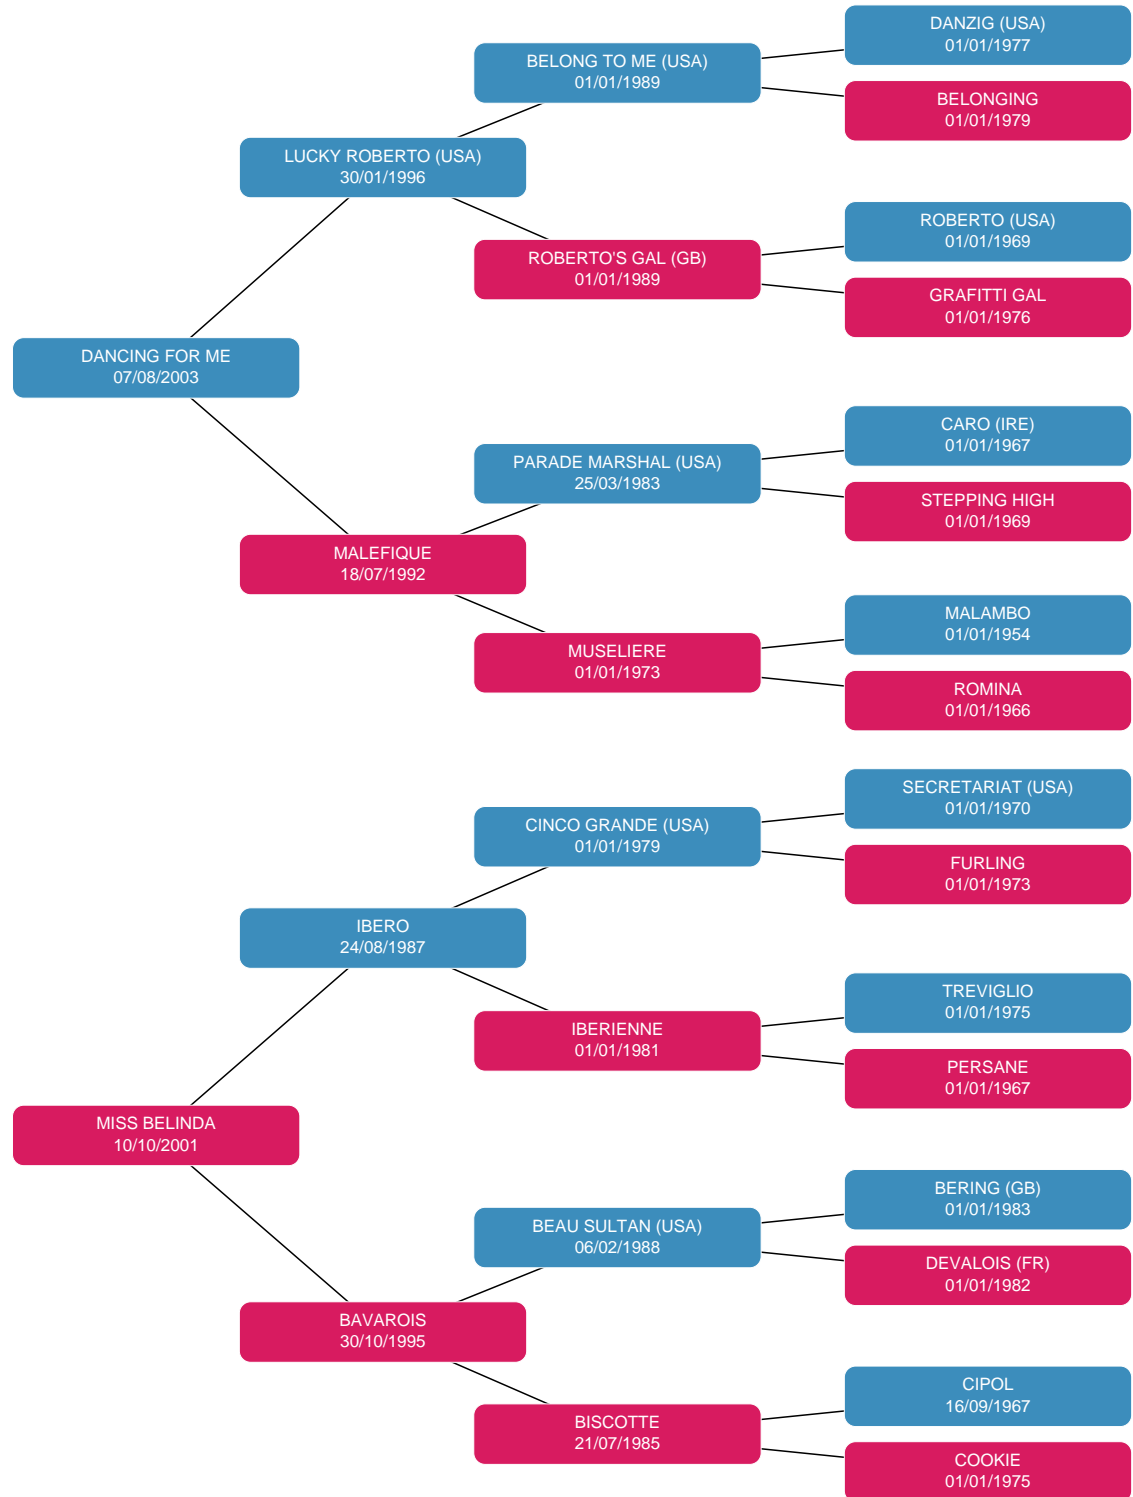 DANZIG (USA)
01/01/1977
BELONG TO ME (USA)
01/01/1989
BELONGING
01/01/1979
LUCKY ROBERTO (USA)
30/01/1996
ROBERTO (USA)
01/01/1969
ROBERTO'S GAL (GB)
01/01/1989
GRAFITTI GAL
01/01/1976
DANCING FOR ME
07/08/2003
CARO (IRE)
01/01/1967
PARADE MARSHAL (USA)
25/03/1983
STEPPING HIGH
01/01/1969
MALEFIQUE
18/07/1992
MALAMBO
01/01/1954
MUSELIERE
01/01/1973
ROMINA
01/01/1966
SECRETARIAT (USA)
01/01/1970
CINCO GRANDE (USA)
01/01/1979
FURLING
01/01/1973
IBERO
24/08/1987
TREVIGLIO
01/01/1975
IBERIENNE
01/01/1981
PERSANE
01/01/1967
MISS BELINDA
10/10/2001
BERING (GB)
01/01/1983
BEAU SULTAN (USA)
06/02/1988
DEVALOIS (FR)
01/01/1982
BAVAROIS
30/10/1995
CIPOL
16/09/1967
BISCOTTE
21/07/1985
COOKIE
01/01/1975